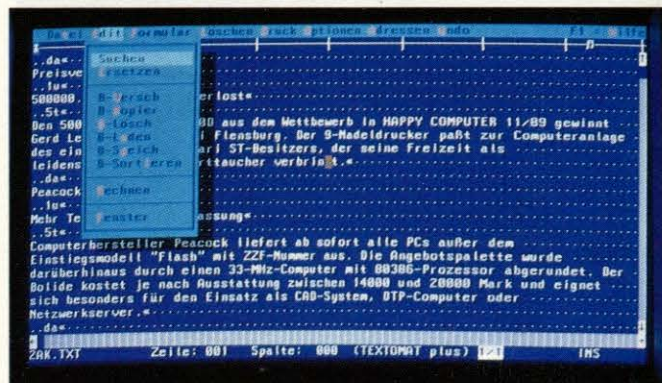 Datei Edit Formular Löschen Druck Optionen Adressen Undo F1 = Hilfe
..da«
Suchen
Preisve
Ersetzen
..lu«
500000. B-Versch erlost«
..St« B-Kopier
Den 500 B-Lösch 0D aus dem Wettbewerb in HAPPY COMPUTER 11/89 gewinnt
Gerd Le B-Laden i Flensburg. Der 9-Nadeldrucker paßt zur Computeranlage
des ein B-Speich ari ST-Besitzers, der seine Freizeit als
leidens B-Sortieren rttaucher verbringt.«
..da«
Peacock Rechnen
..lu«
Mehr Te Fenster assung«
..St«
Computerhersteller Peacock liefert ab sofort alle PCs außer dem
Einstiegsmodell "Flash" mit ZZF-Nummer aus. Die Angebotspalette wurde
darüberhinaus durch einen 33-MHz-Computer mit 80386-Prozessor abgerundet. Der
Bolide kostet je nach Ausstattung zwischen 14000 und 20000 Mark und eignet
sich besonders für den Einsatz als CAD-System, DTP-Computer oder
Netzwerkserver.«
..da«
ZAK.TXT Zeile: 001 Spalte: 000 (TEXTOMAT plus) 1/1 INS